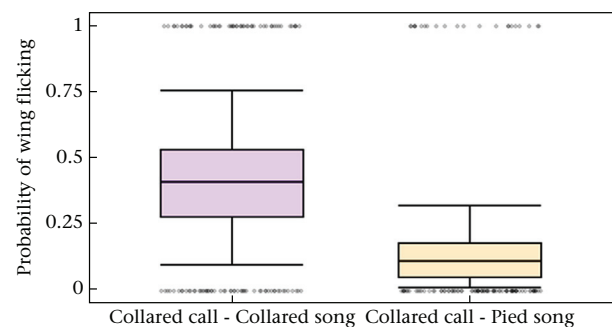 Probability of wing flicking
1
0.75
0.5
0.25
0
Collared call - Collared song
Collared call - Pied song